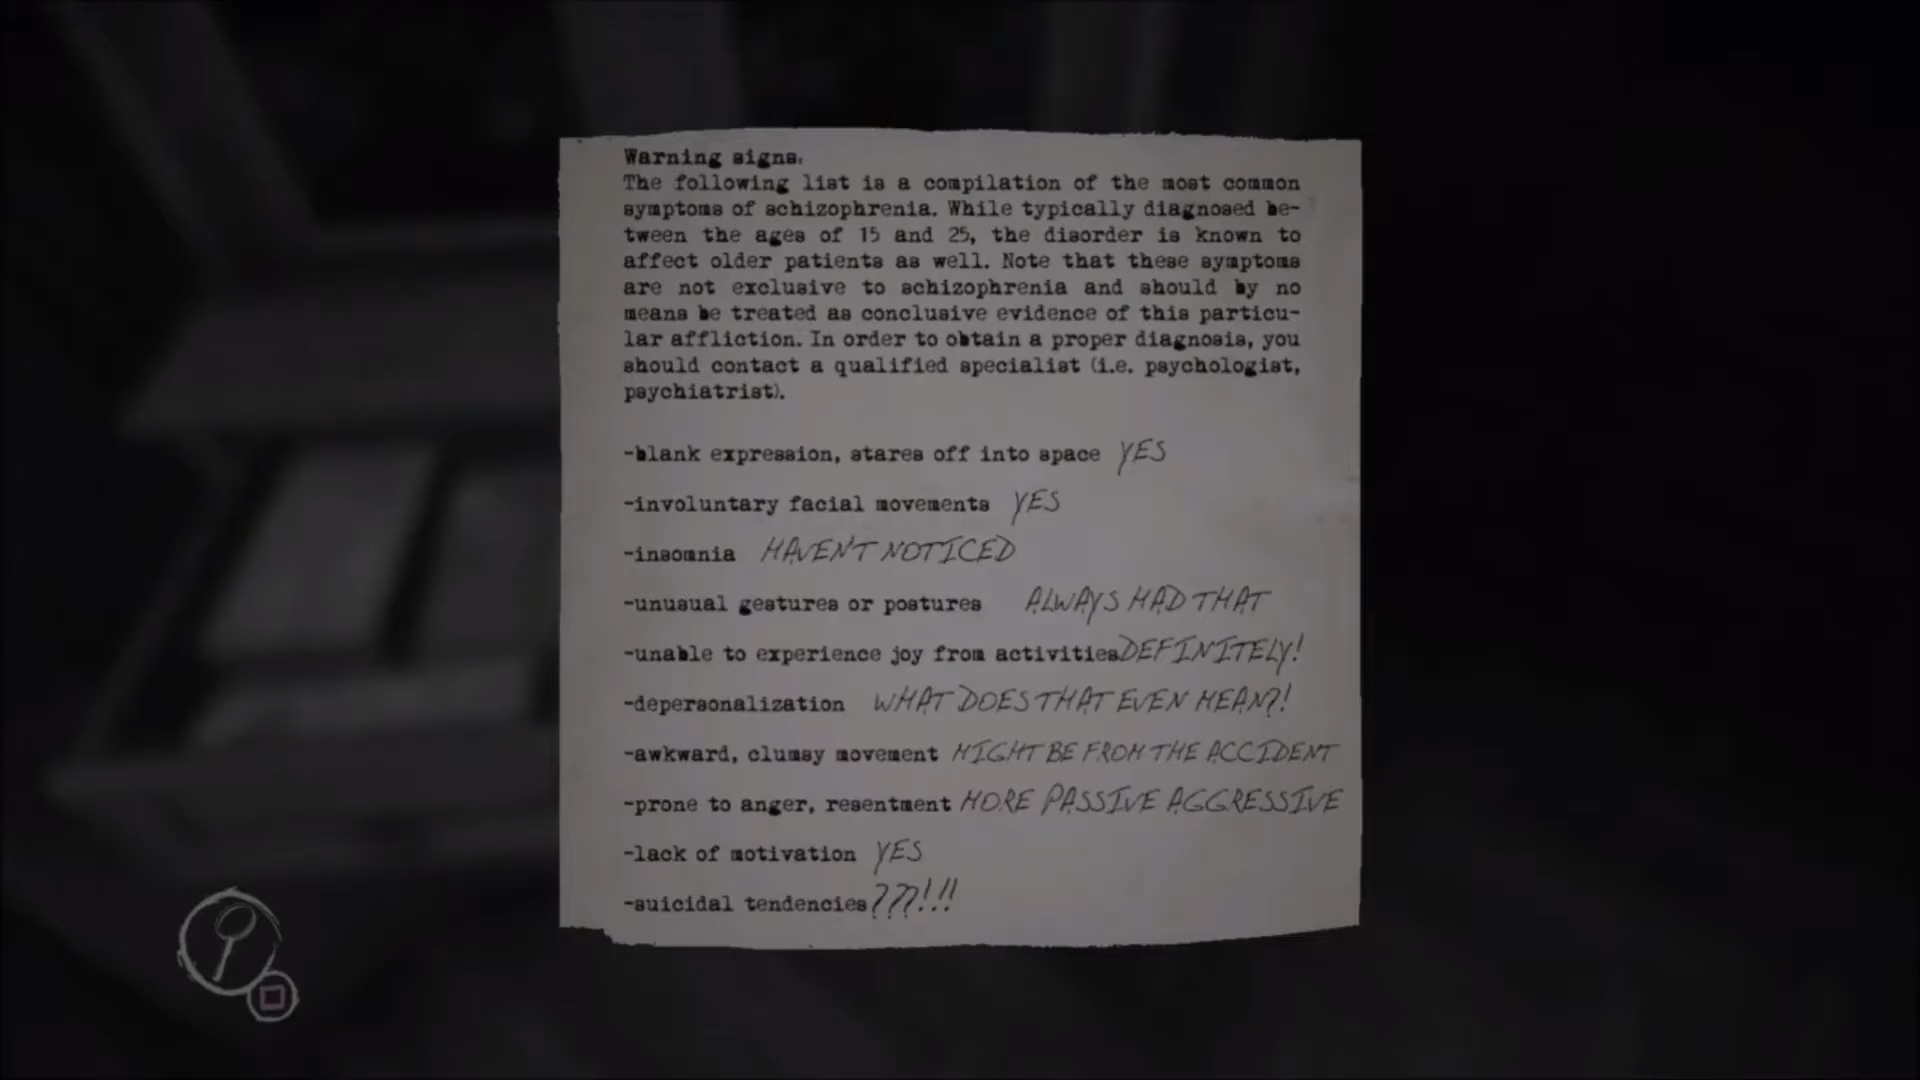 Warning signs.
The following list is a compilation of the most common
symptoms of schizophrenia. While typically diagnosed be-
tween the ages of 15 and 25, the disorder is known to
affect older patients as well. Note that these symptoms
are not exclusive to schizophrenia and should by no
means be treated as conclusive evidence of this particu-
lar affliction. In order to obtain a proper diagnosis, you
should contact a qualified specialist (i.e. psychologist,
psychiatrist).
-blank expression, stares off into space YES
-involuntary facial movements YES
-insomnia HAVEN'T NOTICED
-unusual gestures or postures ALWAYS HAD THAT
-unable to experience joy from activities DEFINITELY!
-depersonalization WHAT DOES THAT EVEN MEAN?!
-awkward, clumsy movement MIGHT BE FROM THE ACCIDENT
-prone to anger, resentment MORE PASSIVE AGGRESSIVE
-lack of motivation YES
-suicidal tendencies ???!!!